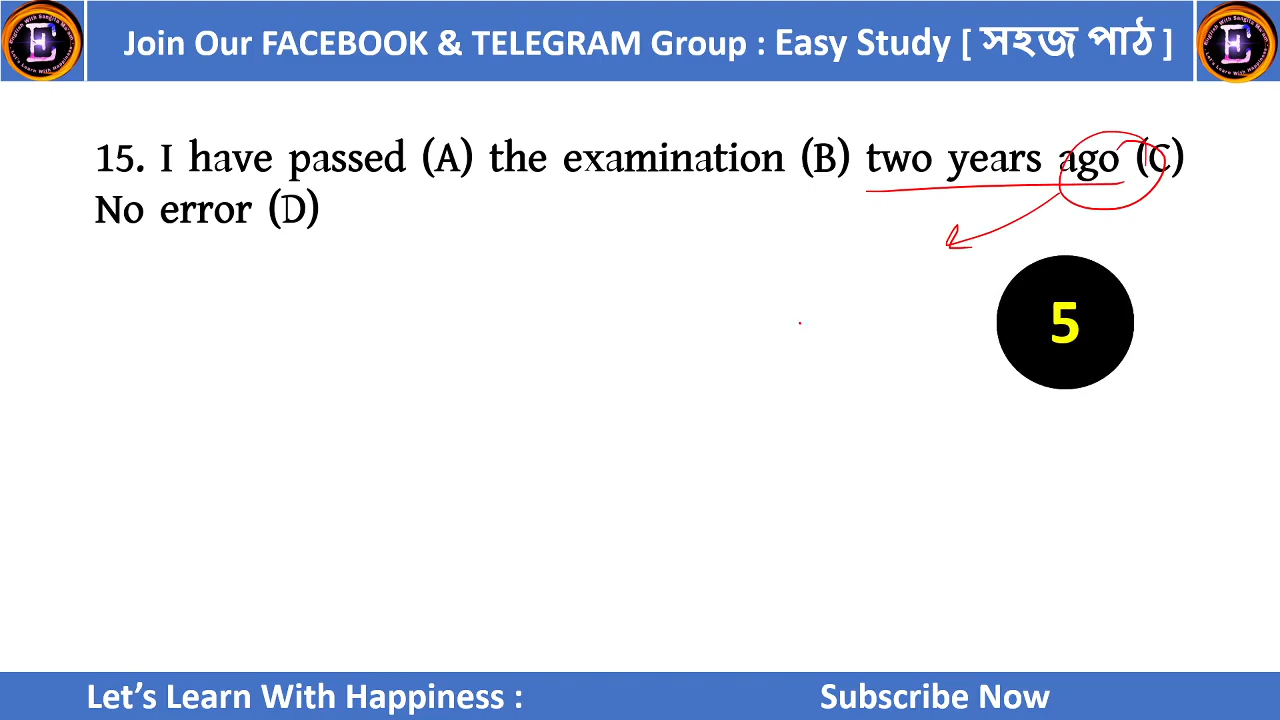 Join Our FACEBOOK & TELEGRAM Group : Easy Study [ সহজ পাঠ ]
15. I have passed (A) the examination (B) two years ago (C)
No error (D)
5
Let's Learn With Happiness :
Subscribe Now